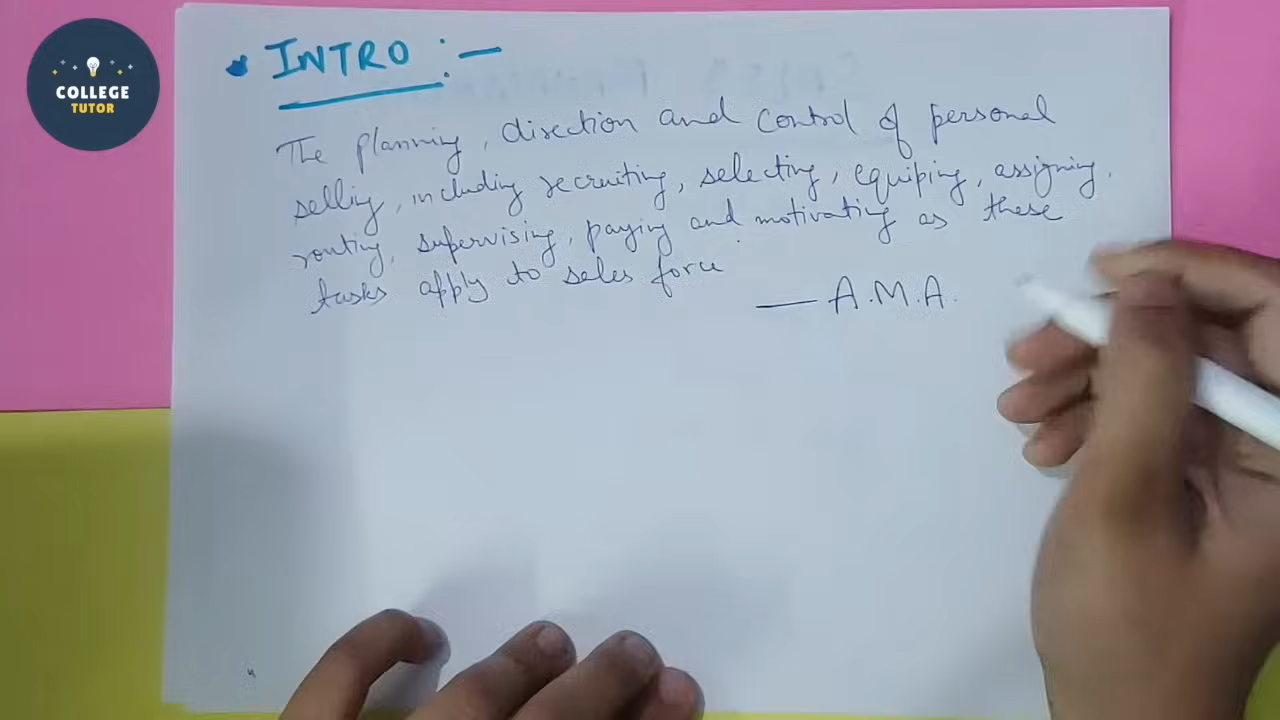 COLLEGE
TUTOR
INTRO :-
The planning, direction and control of personal
selling, including recruiting, selecting, equiping, assigning,
routing, supervising, paying and motivating as these
tasks apply to sales force
— A.M.A.